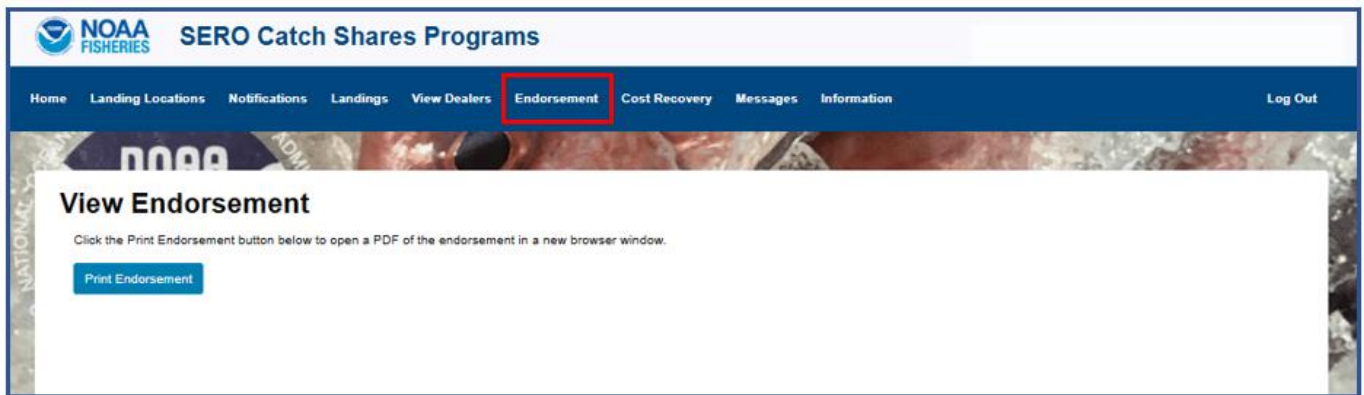 NOAA
FISHERIES
SERO Catch Shares Programs
Home Landing Locations Notifications Landings View Dealers Endorsement Cost Recovery Messages Information Log Out
NOAA
NATIONAL
View Endorsement
Click the Print Endorsement button below to open a PDF of the endorsement in a new browser window.
Print Endorsement